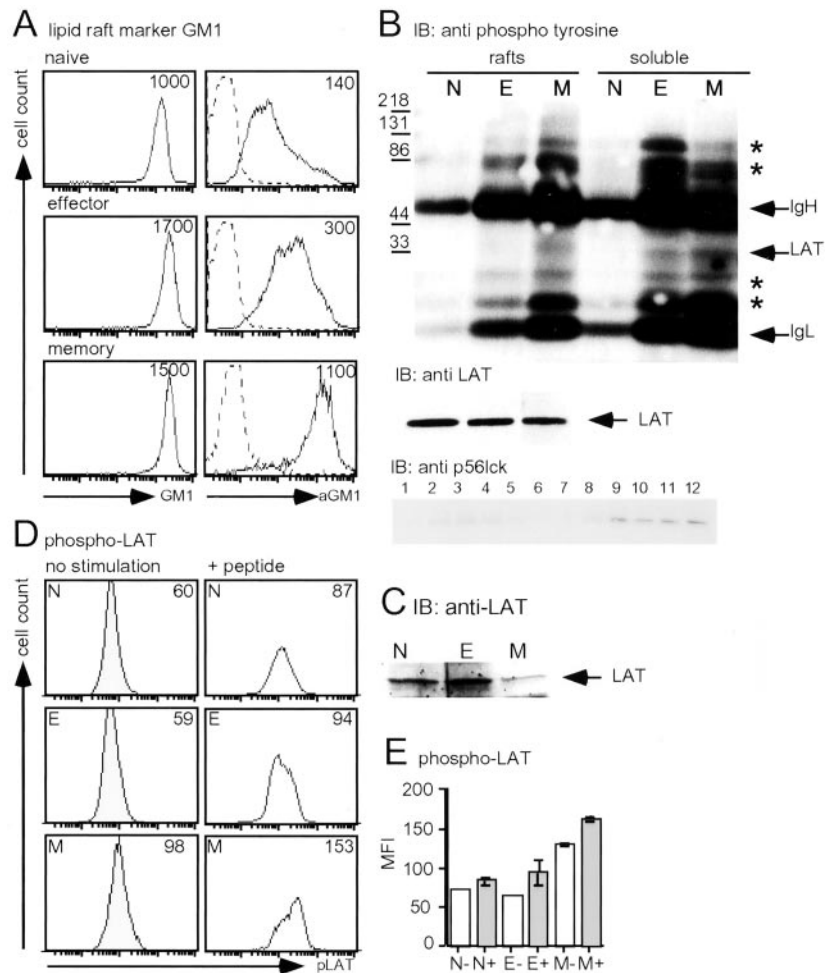 A lipid raft marker GM1
naive
1000
140
effector
1700
300
memory
1500
1100
cell count
GM1
aGM1
B IB: anti phospho tyrosine
rafts soluble
N E M N E M
218
131
86
44
33
*
*
IgH
LAT
*
*
IgL
IB: anti LAT
LAT
IB: anti p56lck
1 2 3 4 5 6 7 8 9 10 11 12
C IB: anti-LAT
N E M
LAT
D phospho-LAT
no stimulation + peptide
N 60
N 87
E 59
E 94
M 98
M 153
cell count
pLAT
E phospho-LAT
200
150
100
50
0
MFI
N- N+ E- E+ M- M+